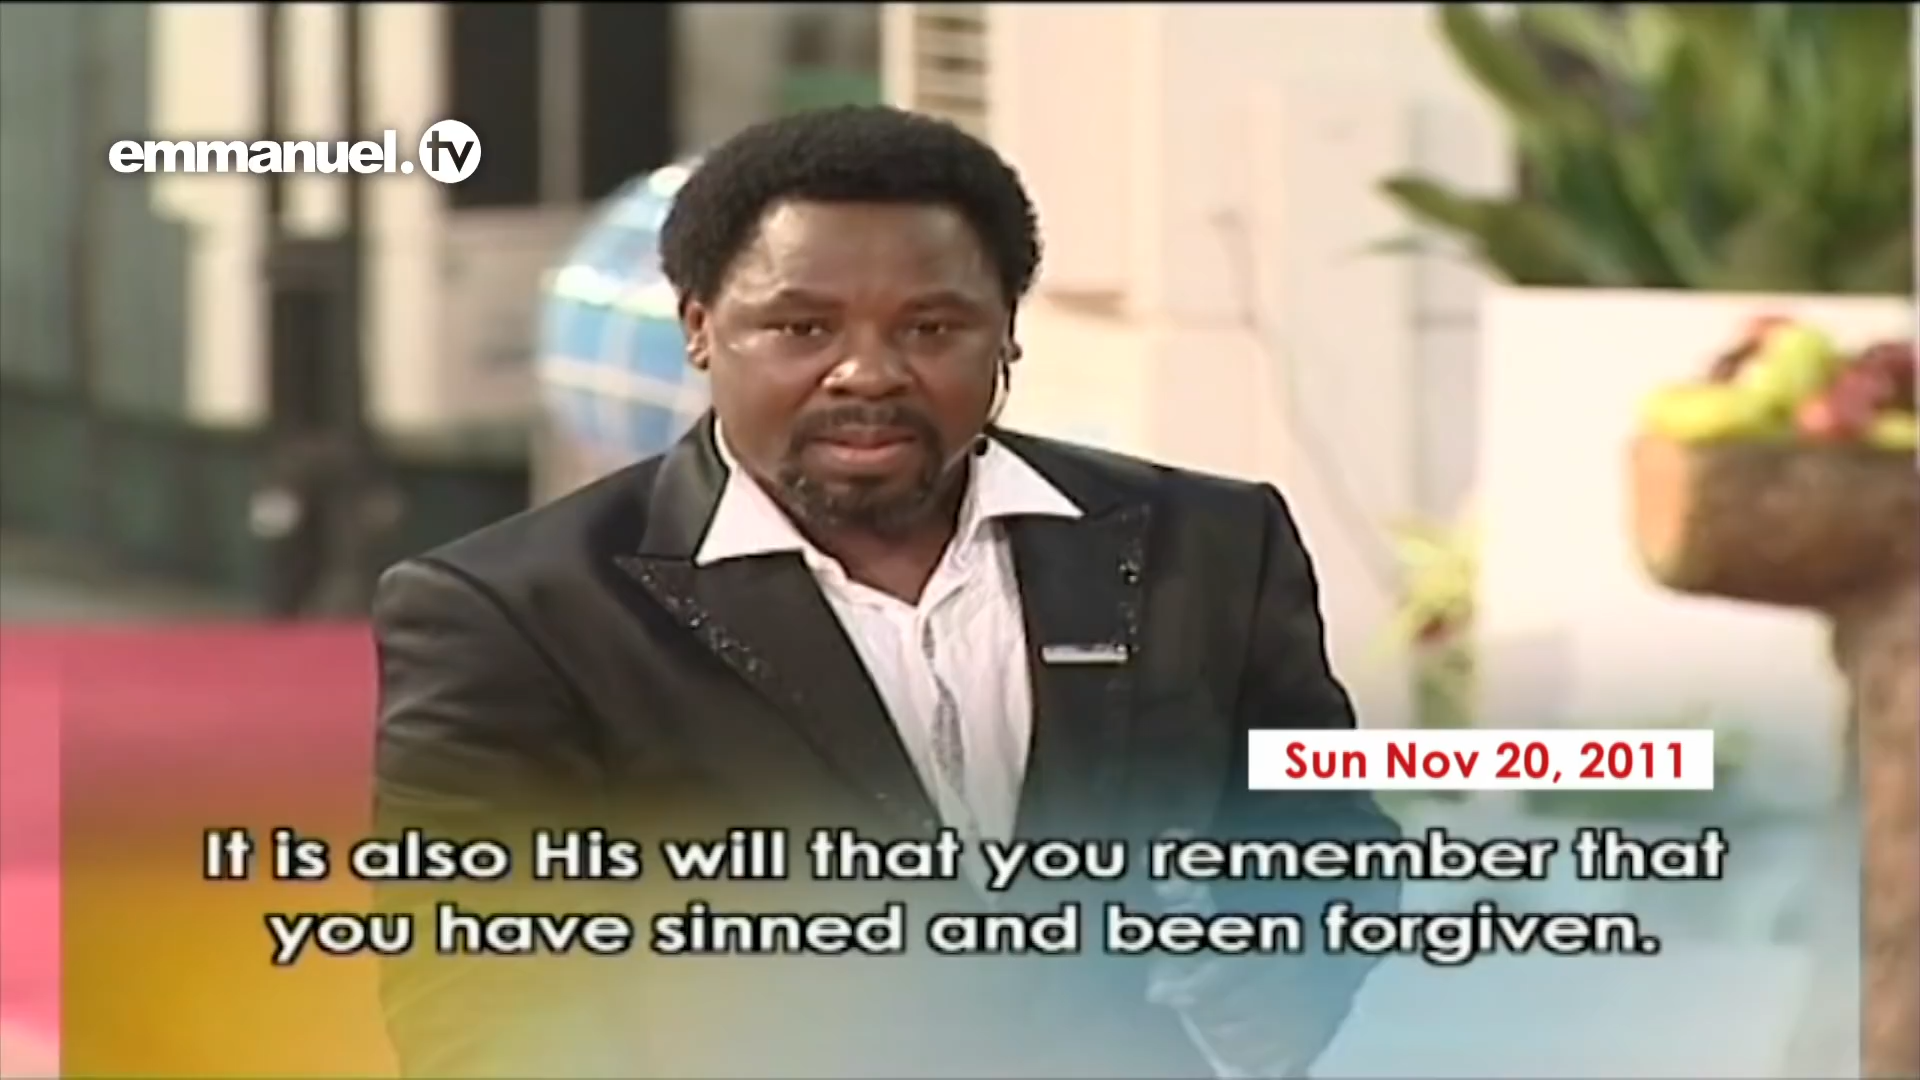 emmanuel.tv
Sun Nov 20, 2011
It is also His will that you remember that
you have sinned and been forgiven.